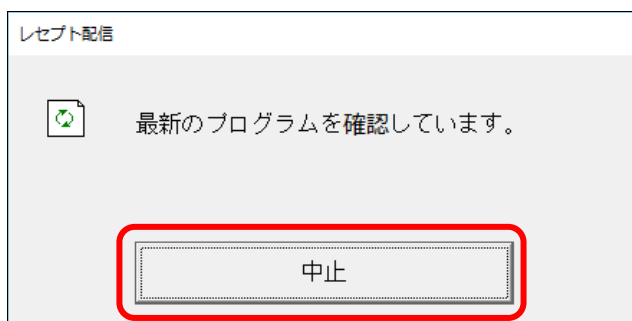 レセプト配信
最新のプログラムを確認しています。
中止